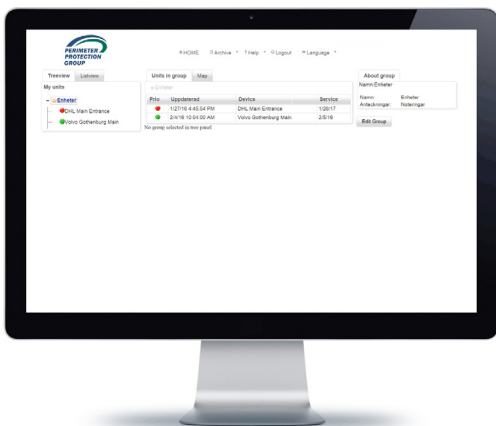 PERIMETER
PROTECTION
GROUP
HOME Archive Help Logout Language
Treeview Listview
My units
Enheter
DHL Main Entrance
Volvo Gothenburg Main
Units in group Map
Enheter
Prio Uppdaterad Device Service
1/27/16 4:45:54 PM DHL Main Entrance 1/26/17
2/4/16 10:04:00 AM Volvo Gothenburg Main 2/5/16
No group selected in tree panel
About group
Namn Enheter
Namn: Enheter
Anteckningar: Noteringar
Edit Group